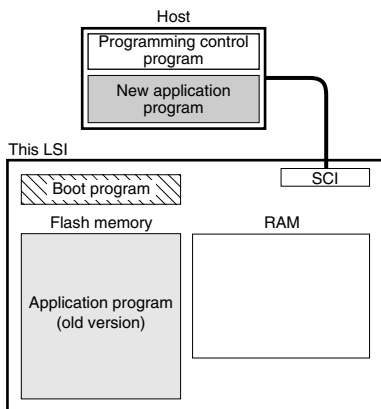 Host
Programming control
program
New application
program
This LSI
SCI
Boot program
Flash memory
RAM
Application program
(old version)